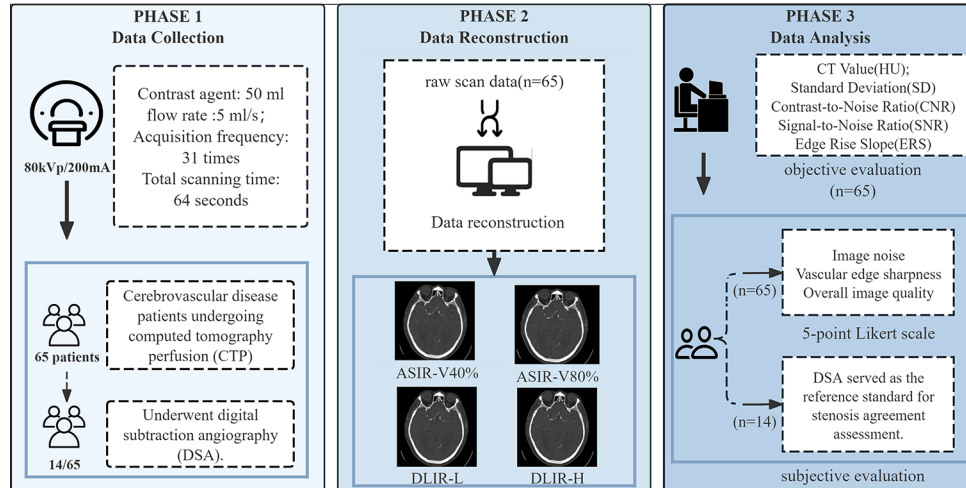 PHASE 1
Data Collection
80kVp/200mA
Contrast agent: 50 ml
flow rate :5 ml/s;
Acquisition frequency:
31 times
Total scanning time:
64 seconds
65 patients
Cerebrovascular disease
patients undergoing
computed tomography
perfusion (CTP)
14/65
Underwent digital
subtraction angiography
(DSA).
PHASE 2
Data Reconstruction
raw scan data(n=65)
Data reconstruction
ASIR-V40%
ASIR-V80%
DLIR-L
DLIR-H
PHASE 3
Data Analysis
CT Value(HU);
Standard Deviation(SD)
Contrast-to-Noise Ratio(CNR)
Signal-to-Noise Ratio(SNR)
Edge Rise Slope(ERS)
objective evaluation
(n=65)
(n=65)
Image noise
Vascular edge sharpness
Overall image quality
5-point Likert scale
(n=14)
DSA served as the
reference standard for
stenosis agreement
assessment.
subjective evaluation